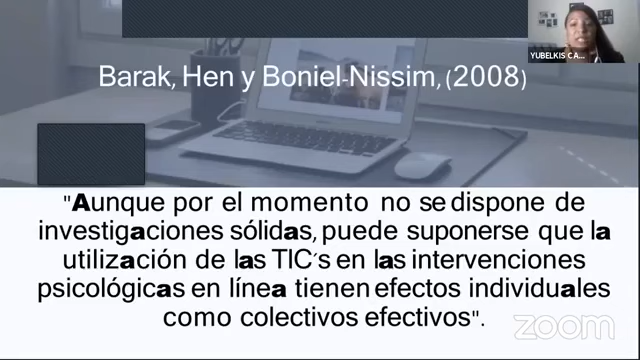 YUBELKIS CA...
Barak, Hen y Boniel-Nissim, (2008)
"Aunque por el momento no se dispone de
investigaciones sólidas, puede suponerse que la
utilización de las TIC´s en las intervenciones
psicológicas en línea tienen efectos individuales
como colectivos efectivos".
zoom